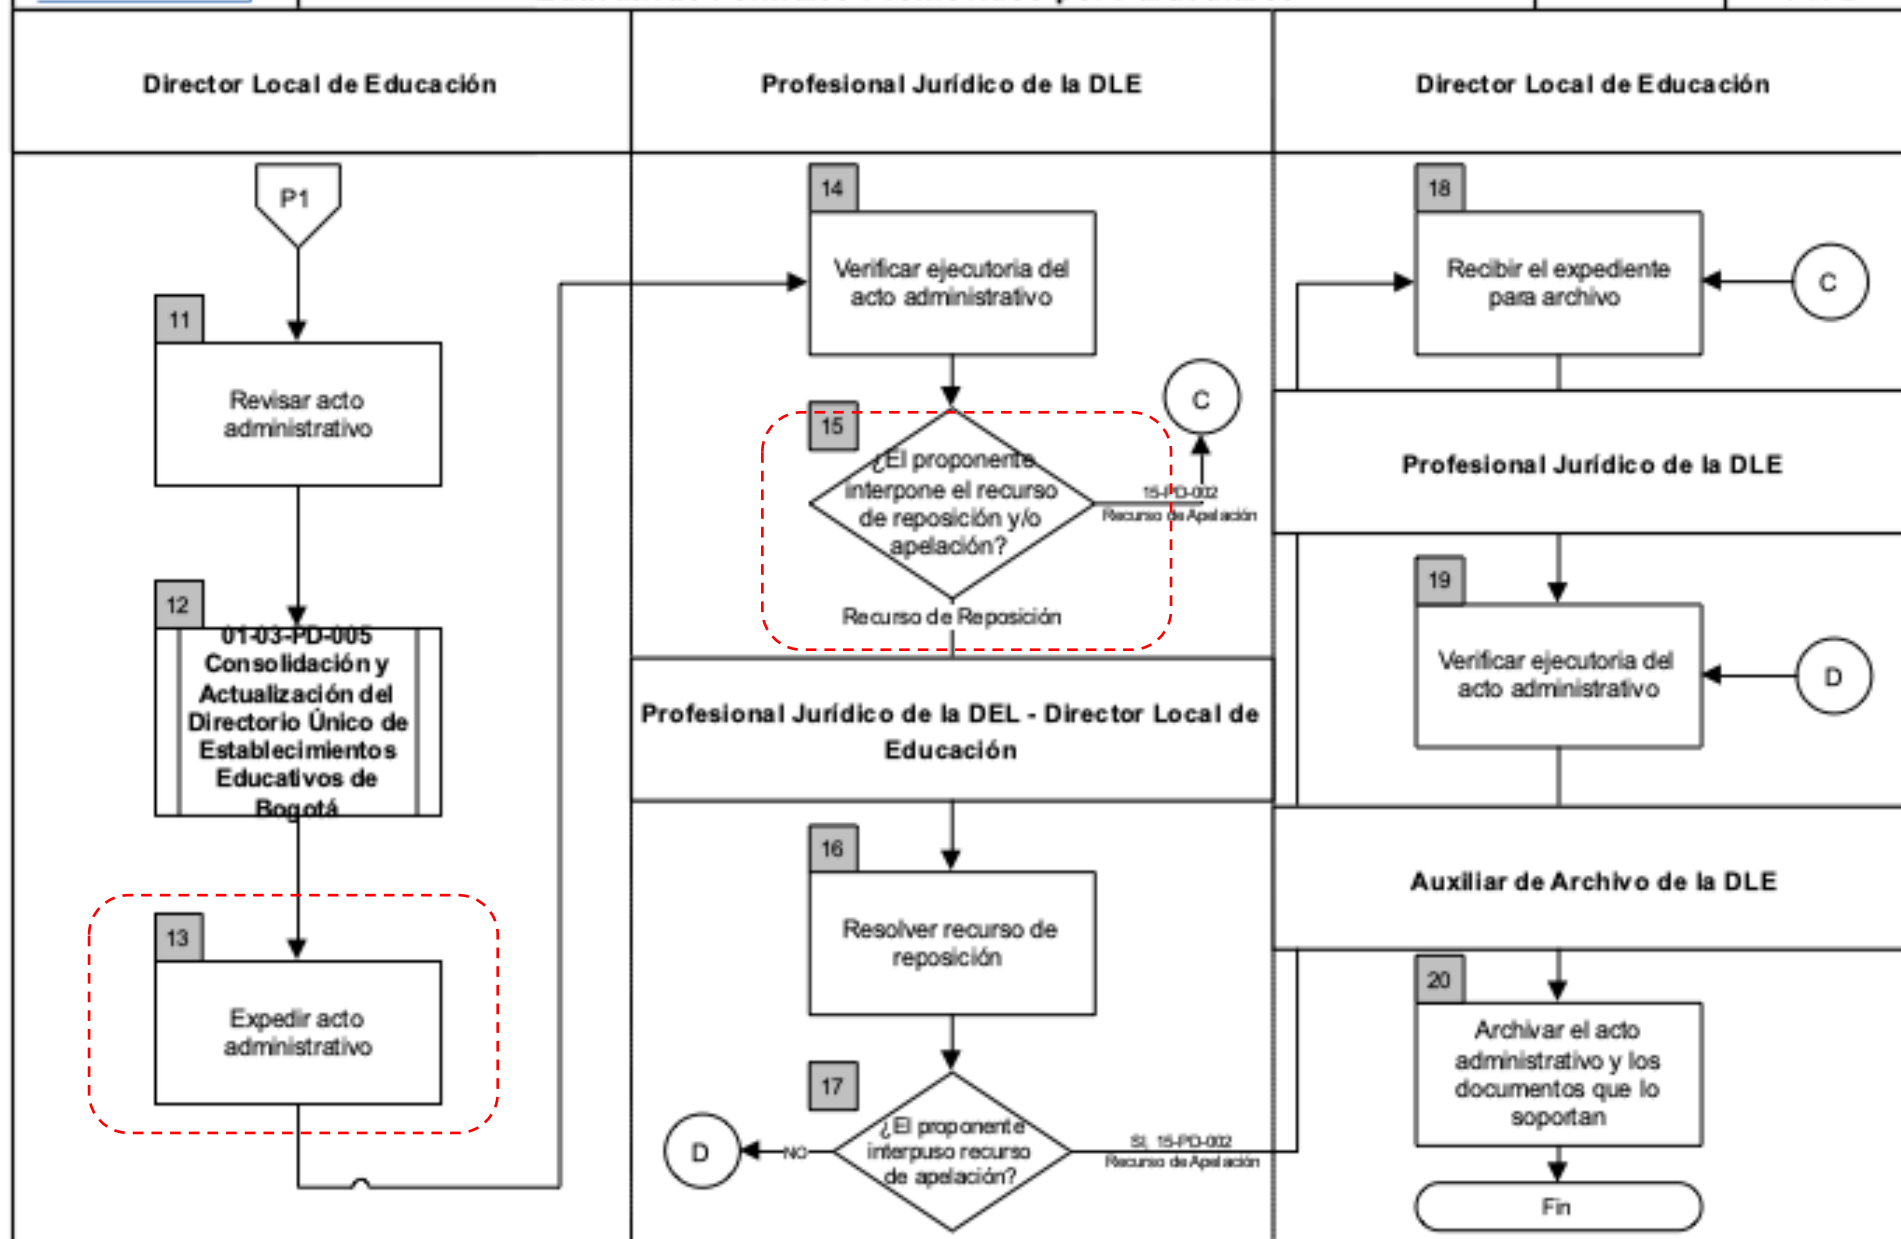 Director Local de Educación
P1
11
Revisar acto
administrativo
12
01-03-PD-005
Consolidación y
Actualización del
Directorio Único de
Establecimientos
Educativos de
Bogotá
13
Expedir acto
administrativo
Profesional Jurídico de la DLE
14
Verificar ejecutoria del
acto administrativo
15
¿El proponente
interpone el recurso
de reposición y/o
apelación?
15-PD-002
Recurso de Apelación
C
Recurso de Reposición
Profesional Jurídico de la DEL - Director Local de
Educación
16
Resolver recurso de
reposición
17
¿El proponente
interpuso recurso
de apelación?
NO
D
SI, 15-PD-002
Recurso de Apelación
Director Local de Educación
18
Recibir el expediente
para archivo
C
Profesional Jurídico de la DLE
19
Verificar ejecutoria del
acto administrativo
D
Auxiliar de Archivo de la DLE
20
Archivar el acto
administrativo y los
documentos que lo
soportan
Fin